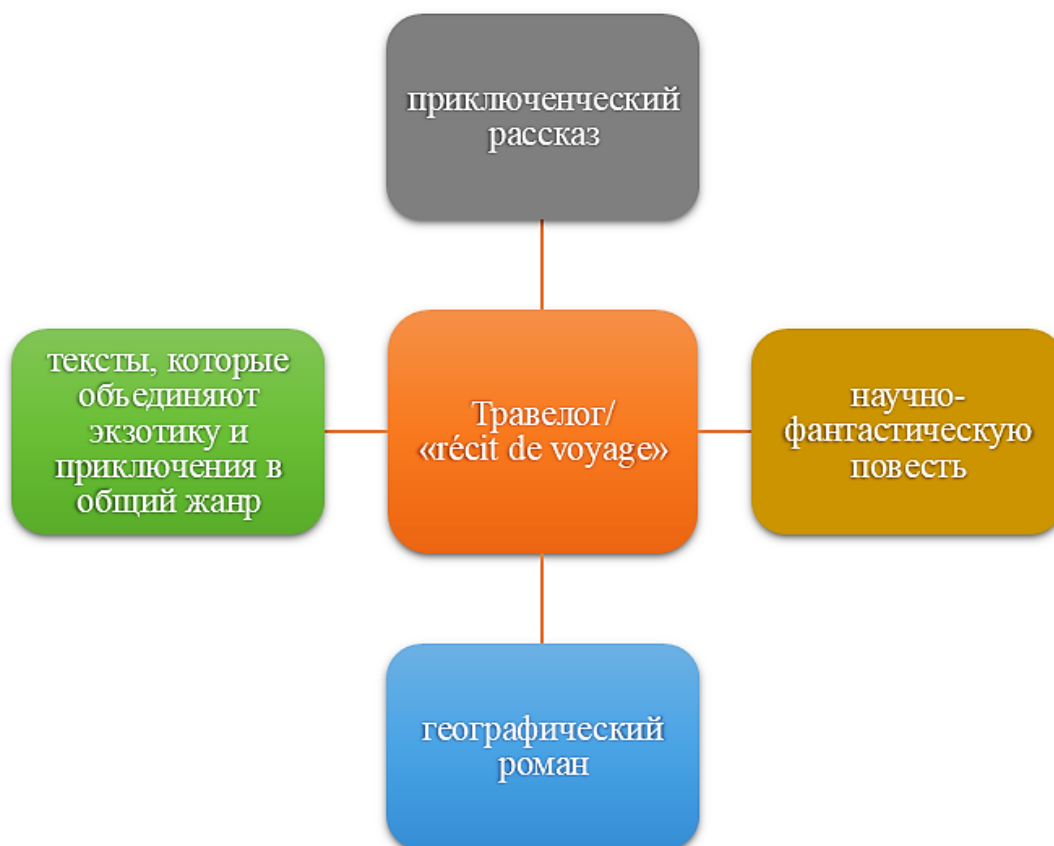 приключенческий
рассказ
тексты, которые
объединяют
экзотику и
приключения в
общий жанр
Травелог/
«récit de voyage»
научно-
фантастическую
повесть
географический
роман